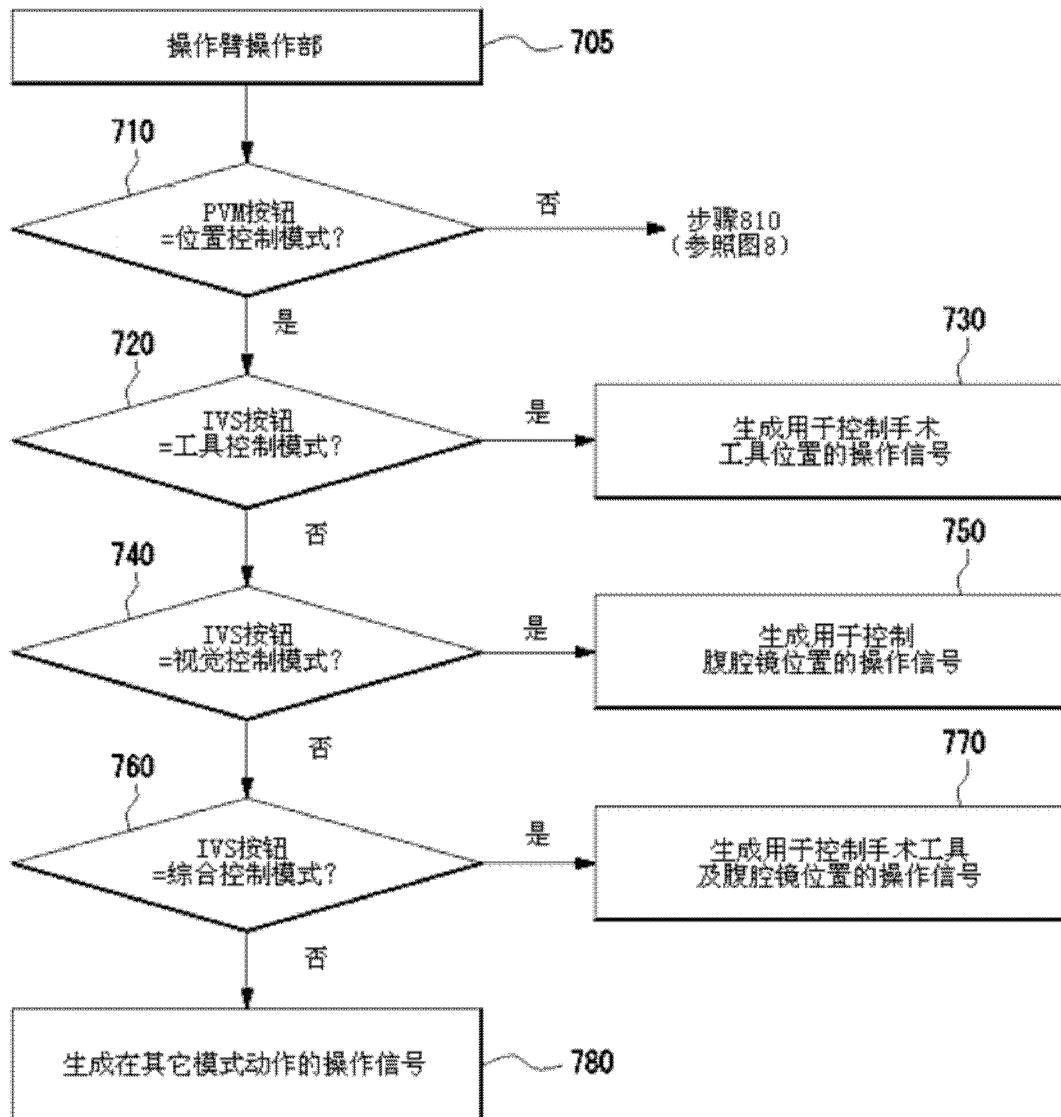 操作臂操作部
705
710
PVM按钮
=位置控制模式?
否
步骤810
(参照图8)
是
720
IVS按钮
=工具控制模式?
是
730
生成用于控制手术
工具位置的操作信号
否
740
IVS按钮
=视觉控制模式?
是
750
生成用于控制
腹腔镜位置的操作信号
否
760
IVS按钮
=综合控制模式?
是
770
生成用于控制手术工具
及腹腔镜位置的操作信号
否
生成在其它模式动作的操作信号
780